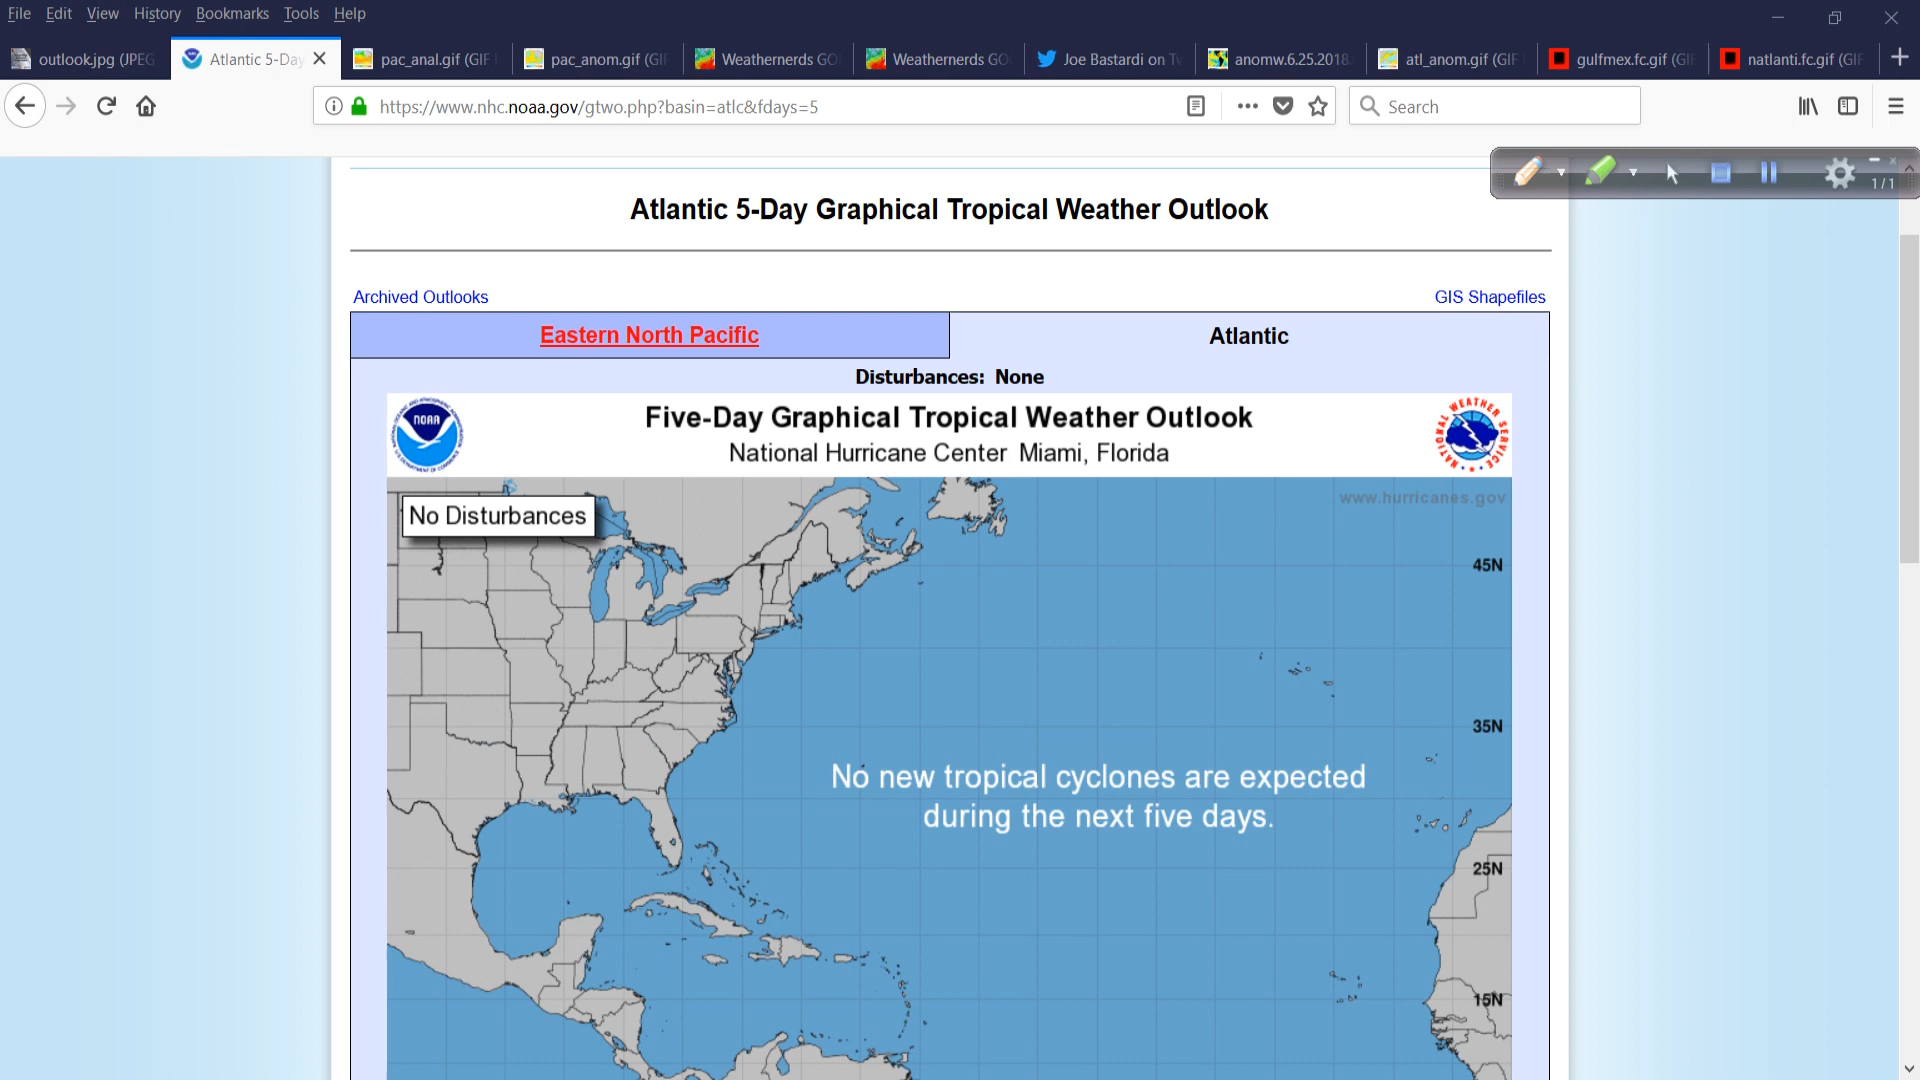 File Edit View History Bookmarks Tools Help
outlook.jpg (JPEG
Atlantic 5-Day
pac_anal.gif (GIF
pac_anom.gif (GIF
Weathernerds GO
Weathernerds GO
Joe Bastardi on Tw
anomw.6.25.2018.
atl_anom.gif (GIF
gulfmex.fc.gif (GIF
natlanti.fc.gif (GIF
https://www.nhc.noaa.gov/gtwo.php?basin=atlc&fdays=5
Search
1/1
Atlantic 5-Day Graphical Tropical Weather Outlook
Archived Outlooks
GIS Shapefiles
Eastern North Pacific
Atlantic
Disturbances: None
NOAA
Five-Day Graphical Tropical Weather Outlook
National Hurricane Center Miami, Florida
NATIONAL WEATHER SERVICE
www.hurricanes.gov
No Disturbances
45N
35N
No new tropical cyclones are expected
during the next five days.
25N
15N